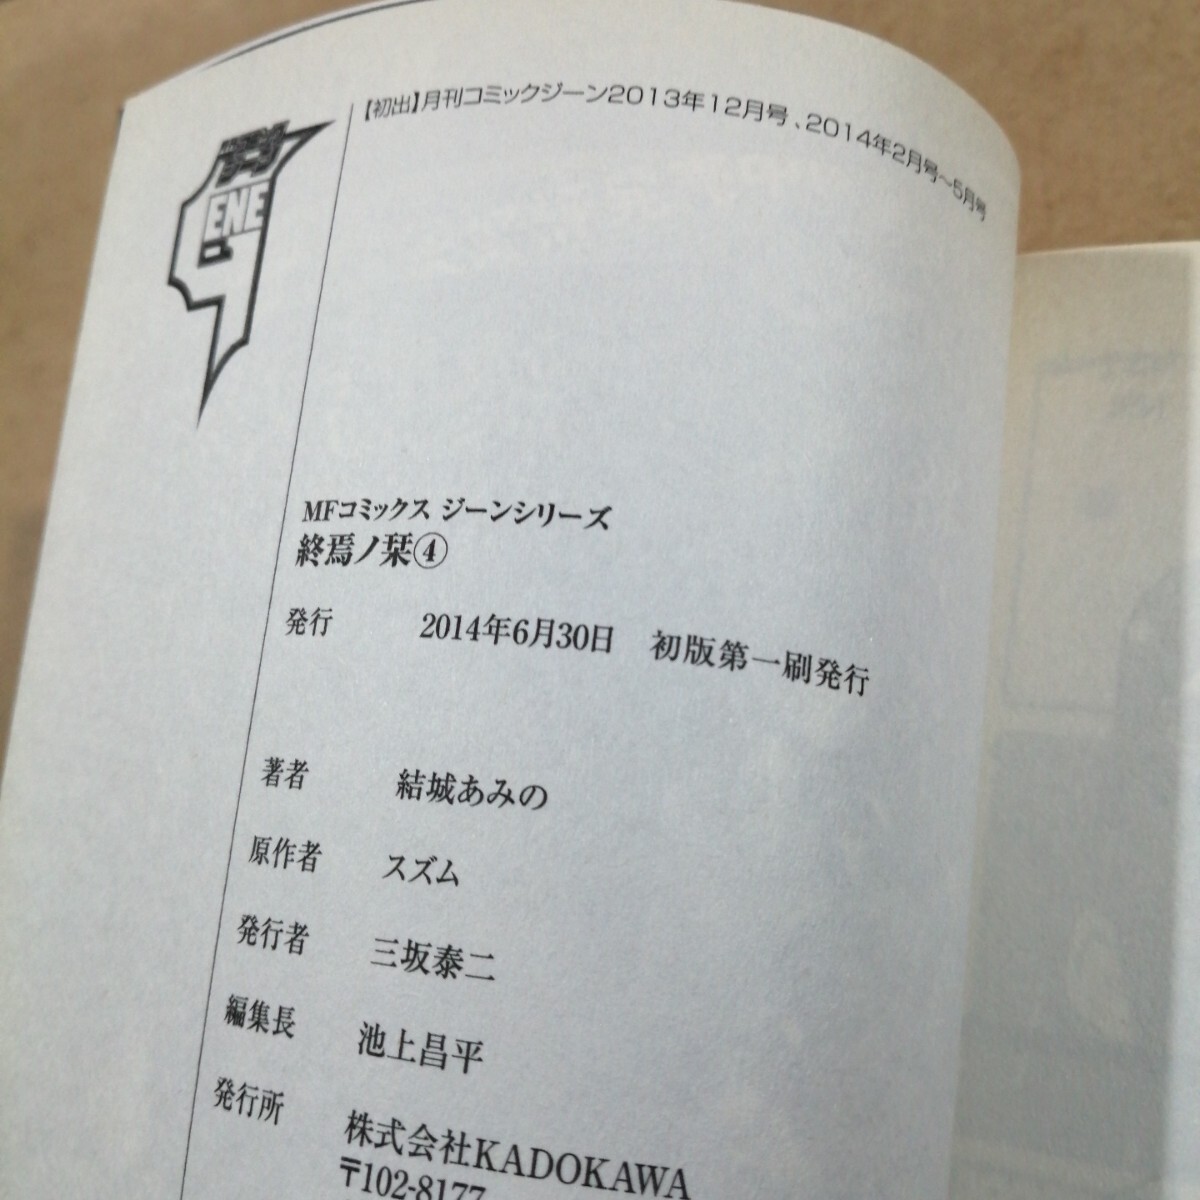 【初出】月刊コミックジーン2013年12月号、2014年2月号～5月号
MFコミックス ジーンシリーズ
終焉ノ栞④
発行 2014年6月30日 初版第一刷発行
著者 結城あみの
原作者 スズム
発行者 三坂泰二
編集長 池上昌平
発行所 株式会社KADOKAWA
〒102-8177